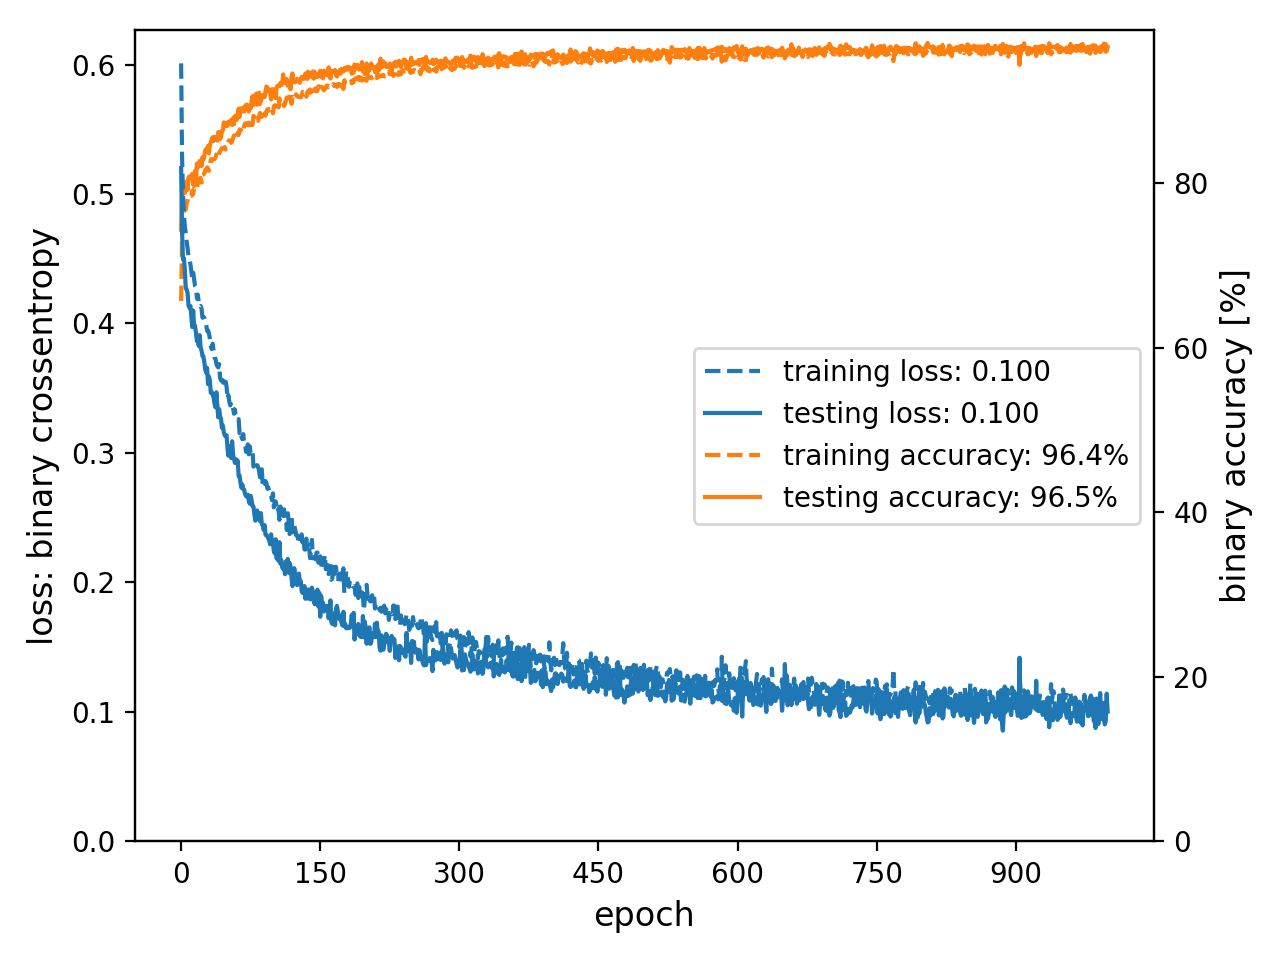 0.6
0.5
0.4
0.3
0.2
0.1
0.0
loss: binary crossentropy
80
60
40
20
0
binary accuracy [%]
training loss: 0.100
testing loss: 0.100
training accuracy: 96.4%
testing accuracy: 96.5%
0 150 300 450 600 750 900
epoch